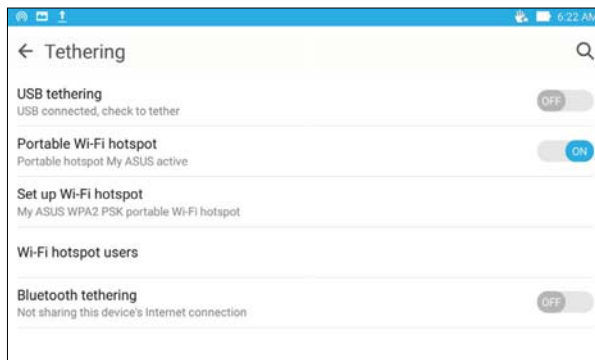 6:22 AM
Tethering
USB tethering
OFF
USB connected, check to tether
Portable Wi-Fi hotspot
ON
Portable hotspot My ASUS active
Set up Wi-Fi hotspot
My ASUS WPA2 PSK portable Wi-Fi hotspot
Wi-Fi hotspot users
Bluetooth tethering
OFF
Not sharing this device's Internet connection